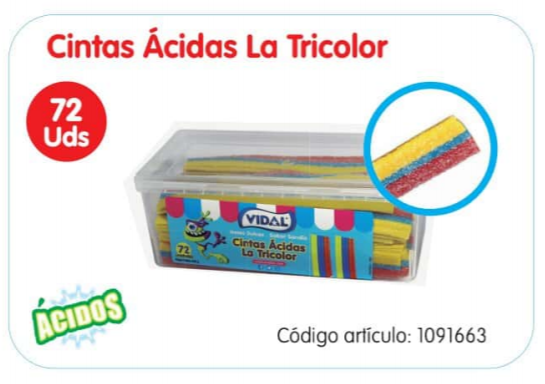 Cintas Ácidas La Tricolor
72
Uds
VIDAL
Cintas Ácidas
La Tricolor
72
ÁCIDOS
Código artículo: 1091663